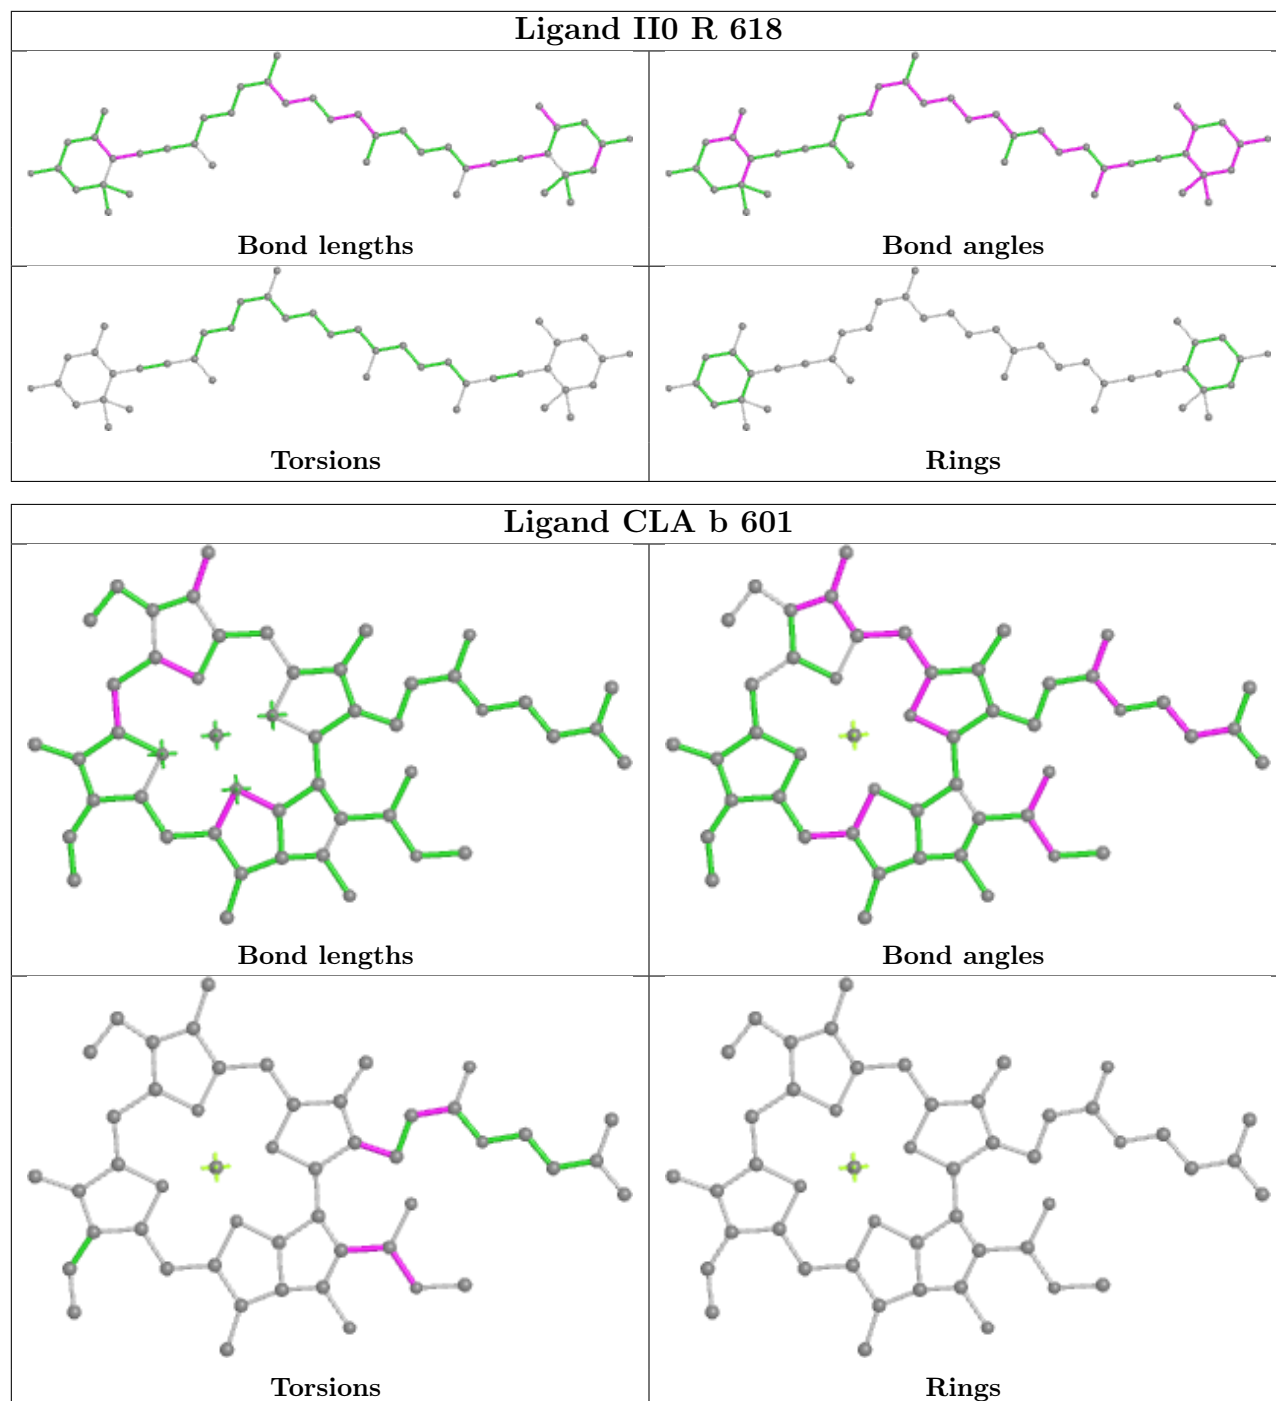 Ligand II0 R 618
Bond lengths
Bond angles
Torsions
Rings
Ligand CLA b 601
Bond lengths
Bond angles
Torsions
Rings